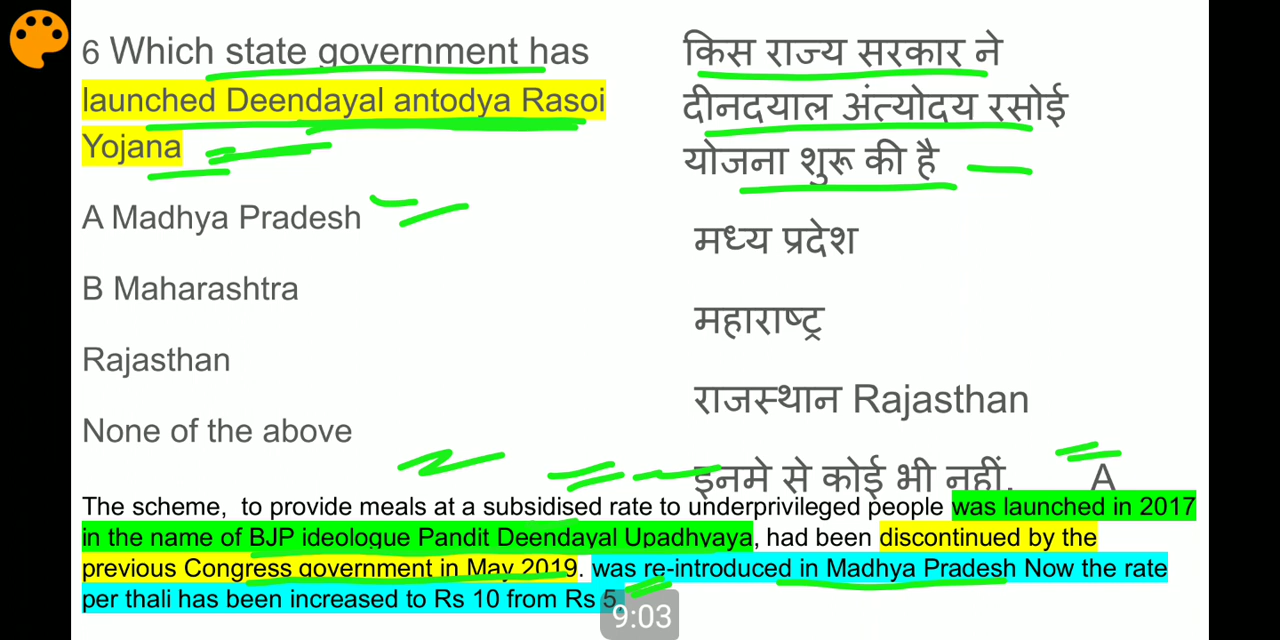 6 Which state government has
launched Deendayal antodya Rasoi
Yojana
A Madhya Pradesh
B Maharashtra
Rajasthan
None of the above
किस राज्य सरकार ने
दीनदयाल अंत्योदय रसोई
योजना शुरू की है
मध्य प्रदेश
महाराष्ट्र
राजस्थान Rajasthan
इनमे से कोई भी नहीं. A
The scheme, to provide meals at a subsidised rate to underprivileged people was launched in 2017
in the name of BJP ideologue Pandit Deendayal Upadhyaya, had been discontinued by the
previous Congress government in May 2019. was re-introduced in Madhya Pradesh Now the rate
per thali has been increased to Rs 10 from Rs 5.
9:03